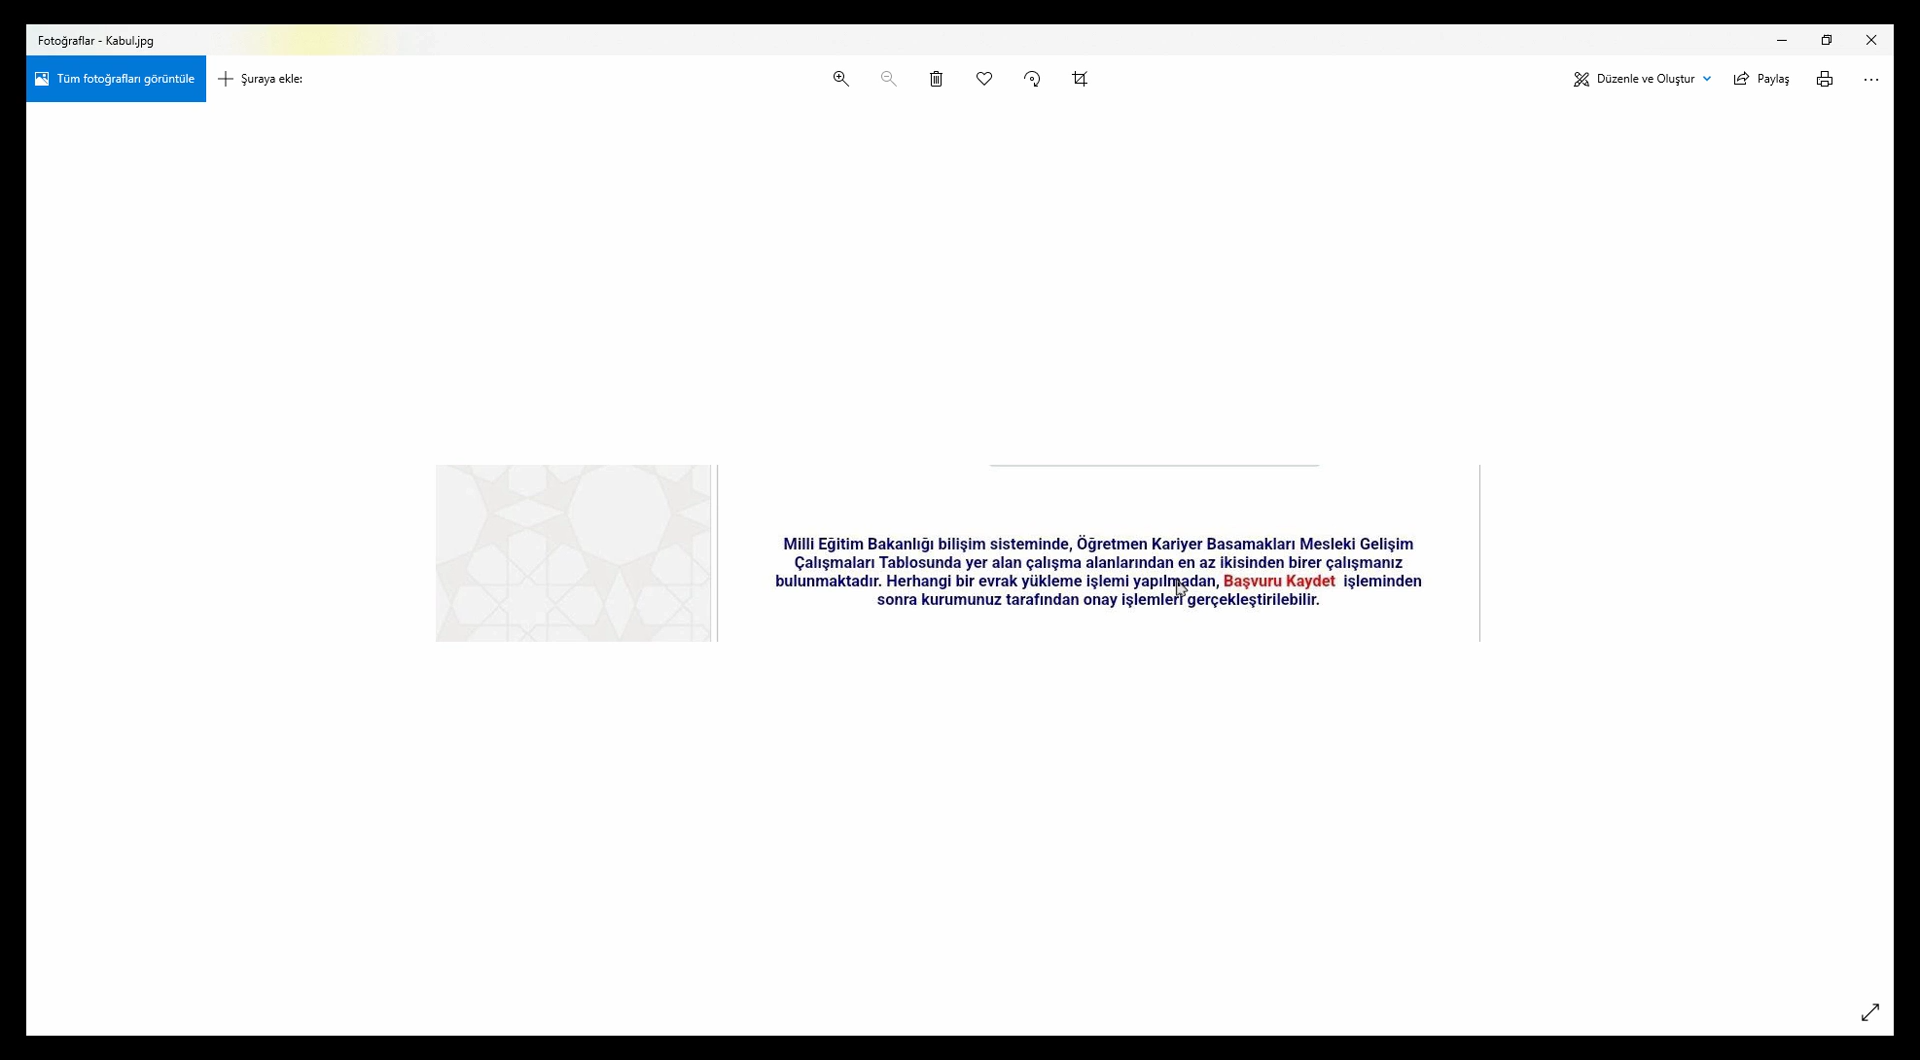 Fotoğraflar - Kabul.jpg
Tüm fotoğrafları görüntüle
Şuraya ekle:
Düzenle ve Oluştur
Paylaş
Milli Eğitim Bakanlığı bilişim sisteminde, Öğretmen Kariyer Basamakları Mesleki Gelişim
Çalışmaları Tablosunda yer alan çalışma alanlarından en az ikisinden birer çalışmanız
bulunmaktadır. Herhangi bir evrak yükleme işlemi yapılmadan, Başvuru Kaydet işleminden
sonra kurumunuz tarafından onay işlemleri gerçekleştirilebilir.